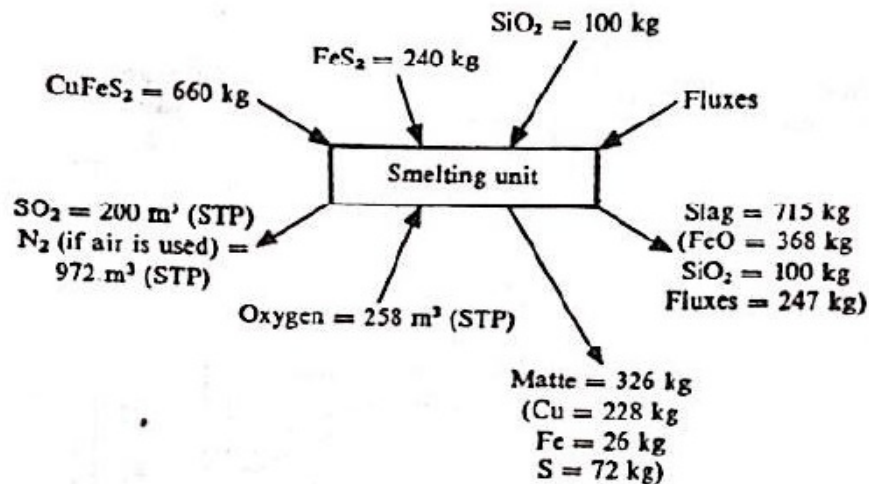 SiO₂ = 100 kg
FeS₂ = 240 kg
CuFeS₂ = 660 kg
Fluxes
Smelting unit
SO₂ = 200 m³ (STP)
N₂ (if air is used) =
972 m³ (STP)
Oxygen = 258 m³ (STP)
Slag = 715 kg
(FeO = 368 kg
SiO₂ = 100 kg
Fluxes = 247 kg)
Matte = 326 kg
(Cu = 228 kg
Fe = 26 kg
S = 72 kg)